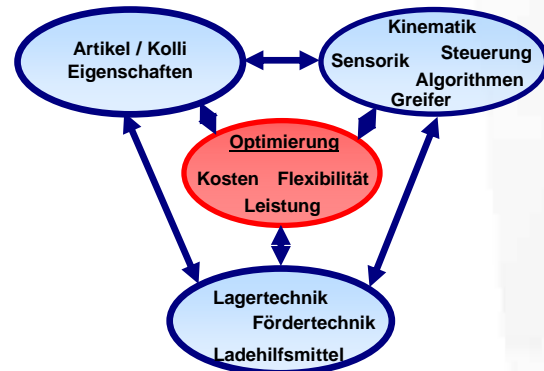 Artikel / Kolli
Eigenschaften
Kinematik
Sensorik Steuerung
Algorithmen
Greifer
Optimierung
Kosten Flexibilität
Leistung
Lagertechnik
Fördertechnik
Ladehilfsmittel